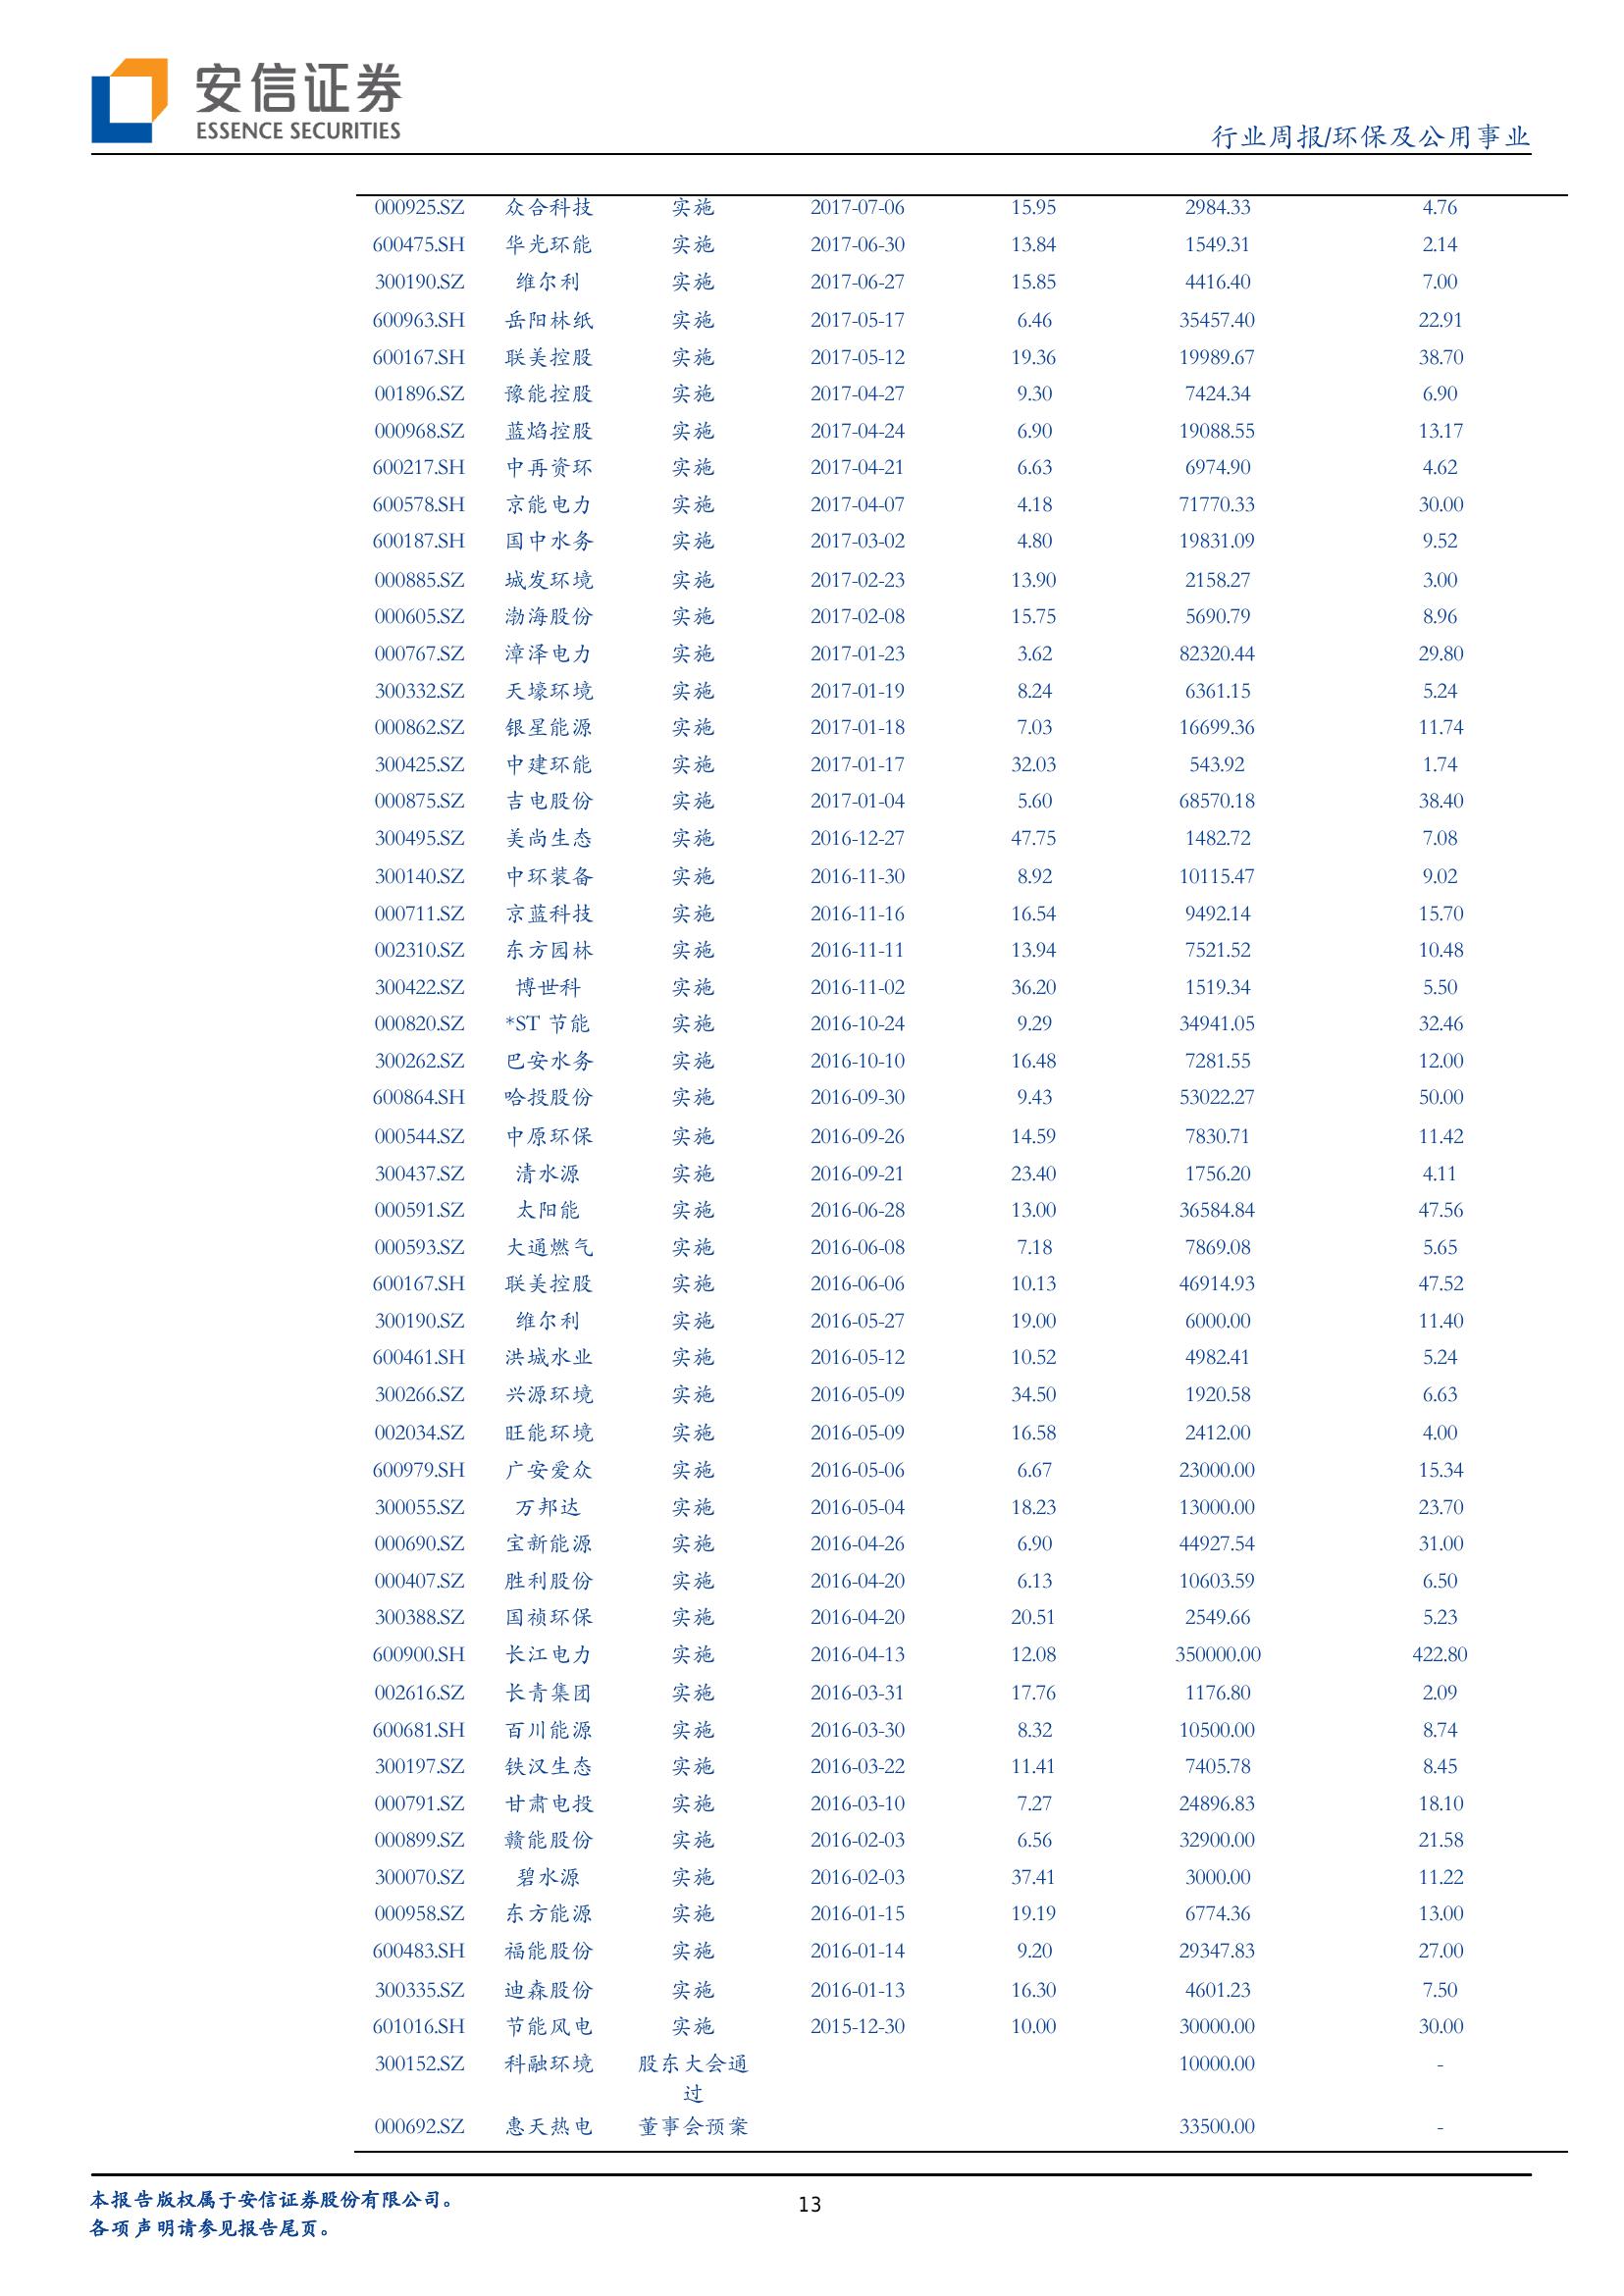 安信证券
ESSENCE SECURITIES
行业周报/环保及公用事业
000925.SZ 众合科技 实施 2017-07-06 15.95 2984.33 4.76
600475.SH 华光环能 实施 2017-06-30 13.84 1549.31 2.14
300190.SZ 维尔利 实施 2017-06-27 15.85 4416.40 7.00
600963.SH 岳阳林纸 实施 2017-05-17 6.46 35457.40 22.91
600167.SH 联美控股 实施 2017-05-12 19.36 19989.67 38.70
001896.SZ 豫能控股 实施 2017-04-27 9.30 7424.34 6.90
000968.SZ 蓝焰控股 实施 2017-04-24 6.90 19088.55 13.17
600217.SH 中再资环 实施 2017-04-21 6.63 6974.90 4.62
600578.SH 京能电力 实施 2017-04-07 4.18 71770.33 30.00
600187.SH 国中水务 实施 2017-03-02 4.80 19831.09 9.52
000885.SZ 城发环境 实施 2017-02-23 13.90 2158.27 3.00
000605.SZ 渤海股份 实施 2017-02-08 15.75 5690.79 8.96
000767.SZ 漳泽电力 实施 2017-01-23 3.62 82320.44 29.80
300332.SZ 天壕环境 实施 2017-01-19 8.24 6361.15 5.24
000862.SZ 银星能源 实施 2017-01-18 7.03 16699.36 11.74
300425.SZ 中建环能 实施 2017-01-17 32.03 543.92 1.74
000875.SZ 吉电股份 实施 2017-01-04 5.60 68570.18 38.40
300495.SZ 美尚生态 实施 2016-12-27 47.75 1482.72 7.08
300140.SZ 中环装备 实施 2016-11-30 8.92 10115.47 9.02
000711.SZ 京蓝科技 实施 2016-11-16 16.54 9492.14 15.70
002310.SZ 东方园林 实施 2016-11-11 13.94 7521.52 10.48
300422.SZ 博世科 实施 2016-11-02 36.20 1519.34 5.50
000820.SZ *ST 节能 实施 2016-10-24 9.29 34941.05 32.46
300262.SZ 巴安水务 实施 2016-10-10 16.48 7281.55 12.00
600864.SH 哈投股份 实施 2016-09-30 9.43 53022.27 50.00
000544.SZ 中原环保 实施 2016-09-26 14.59 7830.71 11.42
300437.SZ 清水源 实施 2016-09-21 23.40 1756.20 4.11
000591.SZ 太阳能 实施 2016-06-28 13.00 36584.84 47.56
000593.SZ 大通燃气 实施 2016-06-08 7.18 7869.08 5.65
600167.SH 联美控股 实施 2016-06-06 10.13 46914.93 47.52
300190.SZ 维尔利 实施 2016-05-27 19.00 6000.00 11.40
600461.SH 洪城水业 实施 2016-05-12 10.52 4982.41 5.24
300266.SZ 兴源环境 实施 2016-05-09 34.50 1920.58 6.63
002034.SZ 旺能环境 实施 2016-05-09 16.58 2412.00 4.00
600979.SH 广安爱众 实施 2016-05-06 6.67 23000.00 15.34
300055.SZ 万邦达 实施 2016-05-04 18.23 13000.00 23.70
000690.SZ 宝新能源 实施 2016-04-26 6.90 44927.54 31.00
000407.SZ 胜利股份 实施 2016-04-20 6.13 10603.59 6.50
300388.SZ 国祯环保 实施 2016-04-20 20.51 2549.66 5.23
600900.SH 长江电力 实施 2016-04-13 12.08 350000.00 422.80
002616.SZ 长青集团 实施 2016-03-31 17.76 1176.80 2.09
600681.SH 百川能源 实施 2016-03-30 8.32 10500.00 8.74
300197.SZ 铁汉生态 实施 2016-03-22 11.41 7405.78 8.45
000791.SZ 甘肃电投 实施 2016-03-10 7.27 24896.83 18.10
000899.SZ 赣能股份 实施 2016-02-03 6.56 32900.00 21.58
300070.SZ 碧水源 实施 2016-02-03 37.41 3000.00 11.22
000958.SZ 东方能源 实施 2016-01-15 19.19 6774.36 13.00
600483.SH 福能股份 实施 2016-01-14 9.20 29347.83 27.00
300335.SZ 迪森股份 实施 2016-01-13 16.30 4601.23 7.50
601016.SH 节能风电 实施 2015-12-30 10.00 30000.00 30.00
300152.SZ 科融环境 股东大会通 10000.00 -
过
000692.SZ 惠天热电 董事会预案 33500.00 -
本报告版权属于安信证券股份有限公司。
13
各项声明请参见报告尾页。